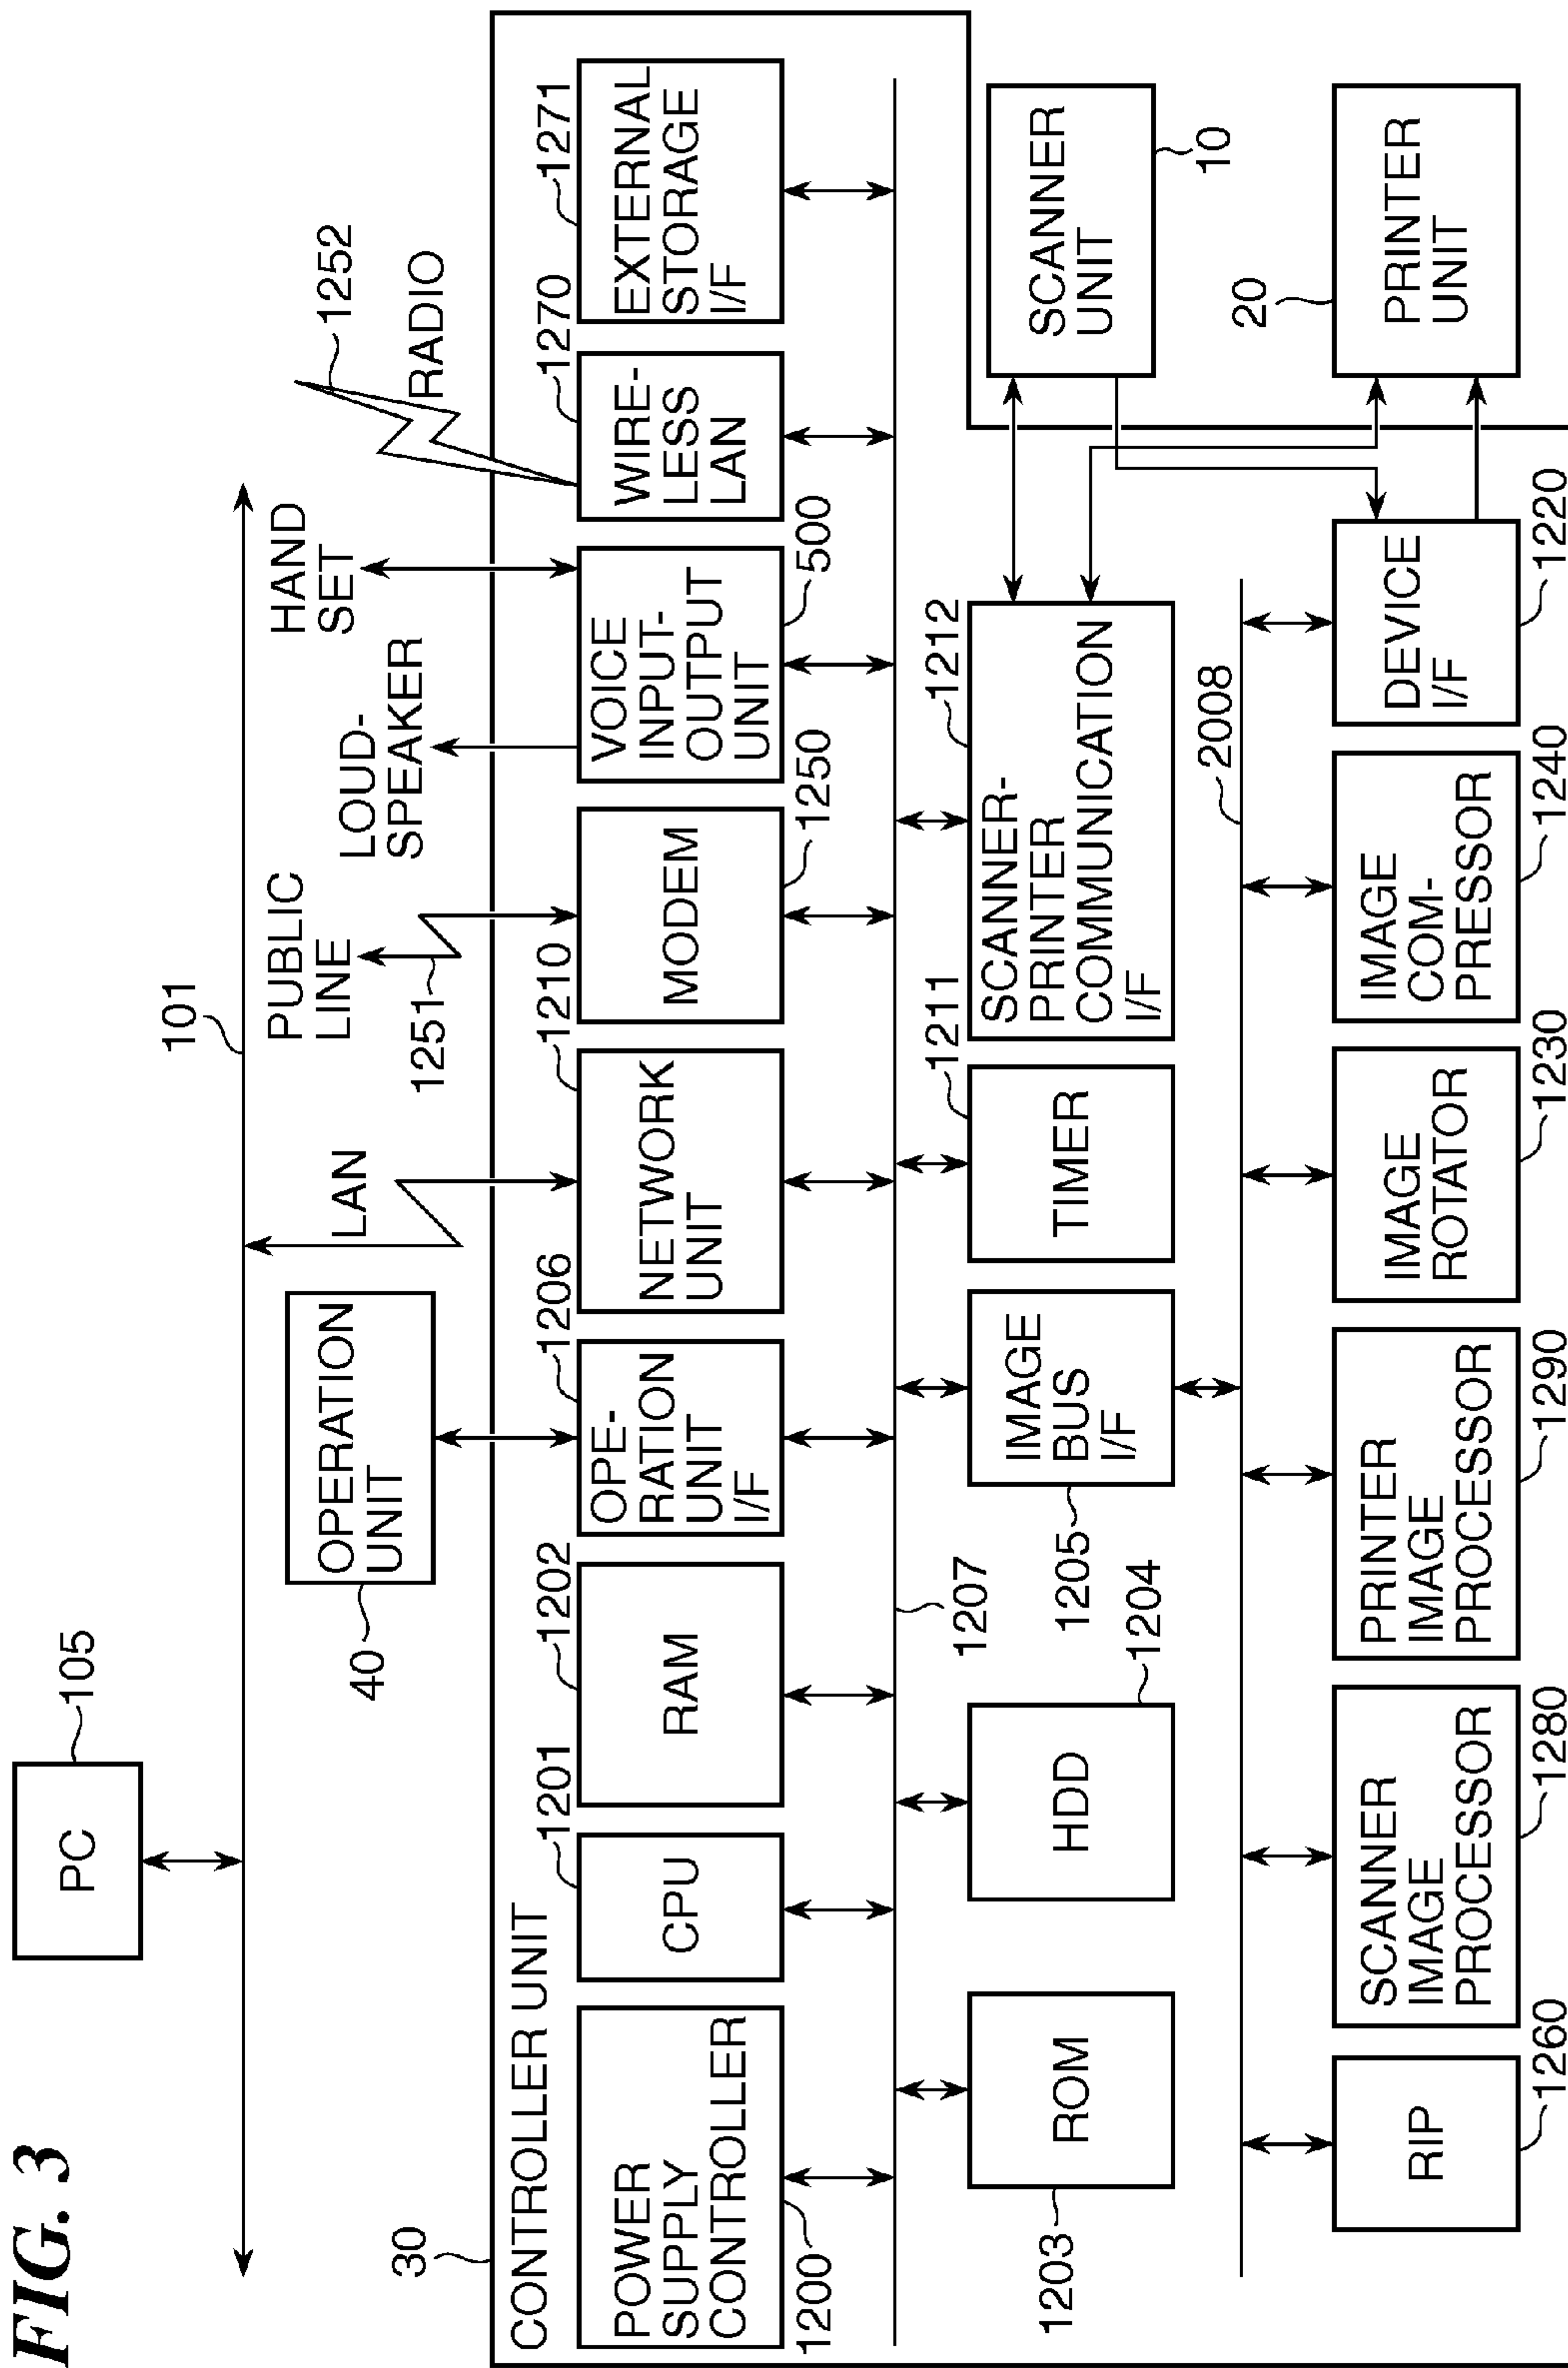 FIG. 3
PC
105
101
OPERATION
UNIT
40
LAN
PUBLIC
LINE
1251
LOUD-
SPEAKER
HAND
SET
RADIO
1252
30
CONTROLLER UNIT
POWER
SUPPLY
CONTROLLER
1200
CPU
1201
RAM
1202
OPE-
RATION
UNIT
I/F
1206
NETWORK
UNIT
1210
MODEM
1250
VOICE
INPUT-
OUTPUT
UNIT
500
WIRE-
LESS
LAN
1270
EXTERNAL
STORAGE
I/F
1271
1207
ROM
1203
HDD
1204
IMAGE
BUS
I/F
1205
TIMER
1211
SCANNER-
PRINTER
COMMUNICATION
I/F
1212
SCANNER
UNIT
10
2008
RIP
1260
SCANNER
IMAGE
PROCESSOR
1280
PRINTER
IMAGE
PROCESSOR
1290
IMAGE
ROTATOR
1230
IMAGE
COM-
PRESSOR
1240
DEVICE
I/F
1220
PRINTER
UNIT
20